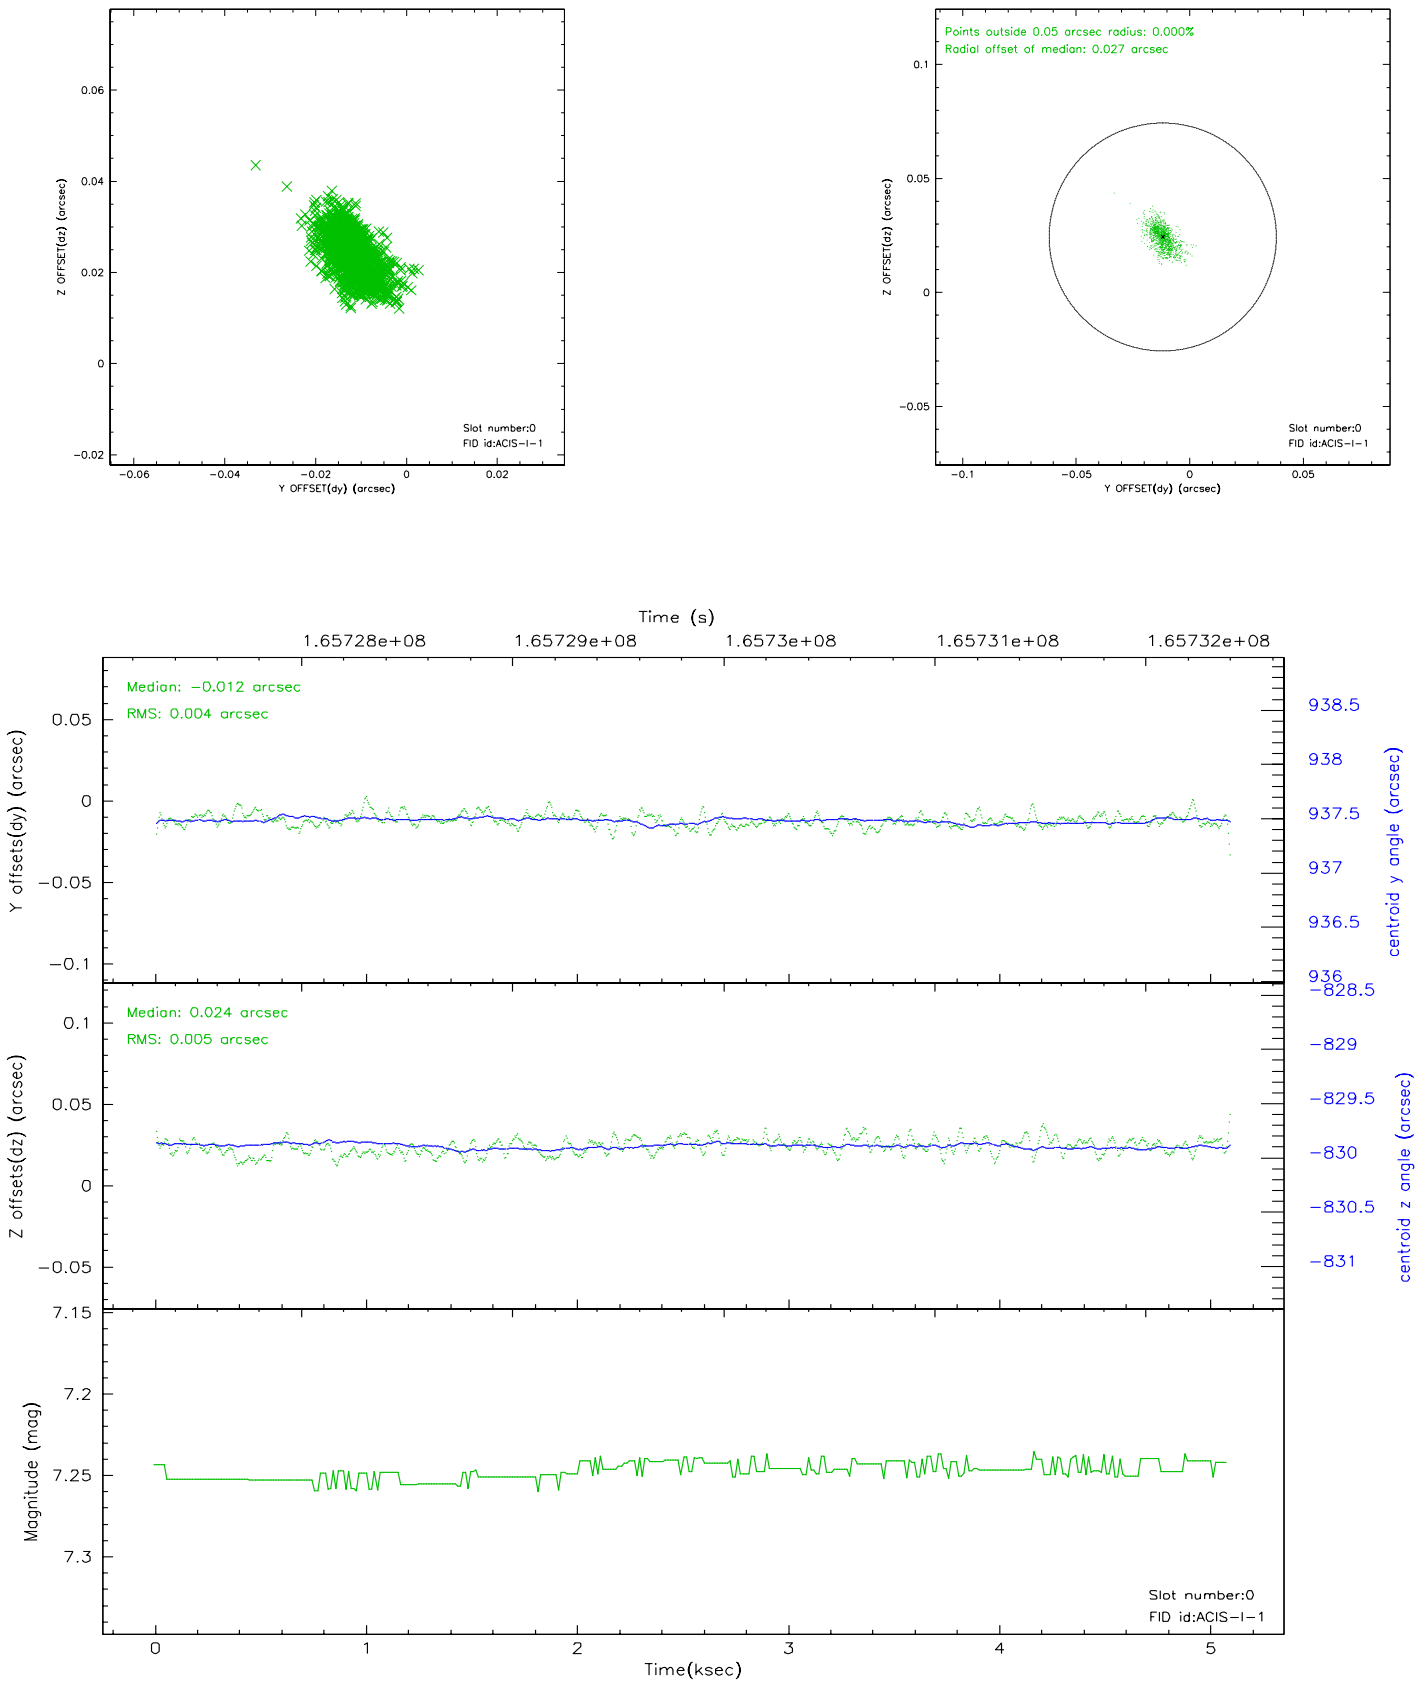 0.06
0.04
0.02
0
−0.02
Z OFFSET(dz) (arcsec)
Slot number:0
FID id:ACIS−I−1
−0.06
−0.04
−0.02
0
0.02
Y OFFSET(dy) (arcsec)
Points outside 0.05 arcsec radius: 0.000%
Radial offset of median: 0.027 arcsec
0.1
0.05
0
−0.05
Z OFFSET(dz) (arcsec)
Slot number:0
FID id:ACIS−I−1
−0.1
−0.05
0
0.05
Y OFFSET(dy) (arcsec)
Time (s)
1.65728e+08
1.65729e+08
1.6573e+08
1.65731e+08
1.65732e+08
Median: −0.012 arcsec
RMS: 0.004 arcsec
0.05
0
−0.05
−0.1
Y offsets(dy) (arcsec)
938.5
938
937.5
937
936.5
936
centroid y angle (arcsec)
Median: 0.024 arcsec
RMS: 0.005 arcsec
0.1
0.05
0
−0.05
Z offsets(dz) (arcsec)
−828.5
−829
−829.5
−830
−830.5
−831
centroid z angle (arcsec)
7.15
7.2
7.25
7.3
Magnitude (mag)
Slot number:0
FID id:ACIS−I−1
0
1
2
3
4
5
Time(ksec)